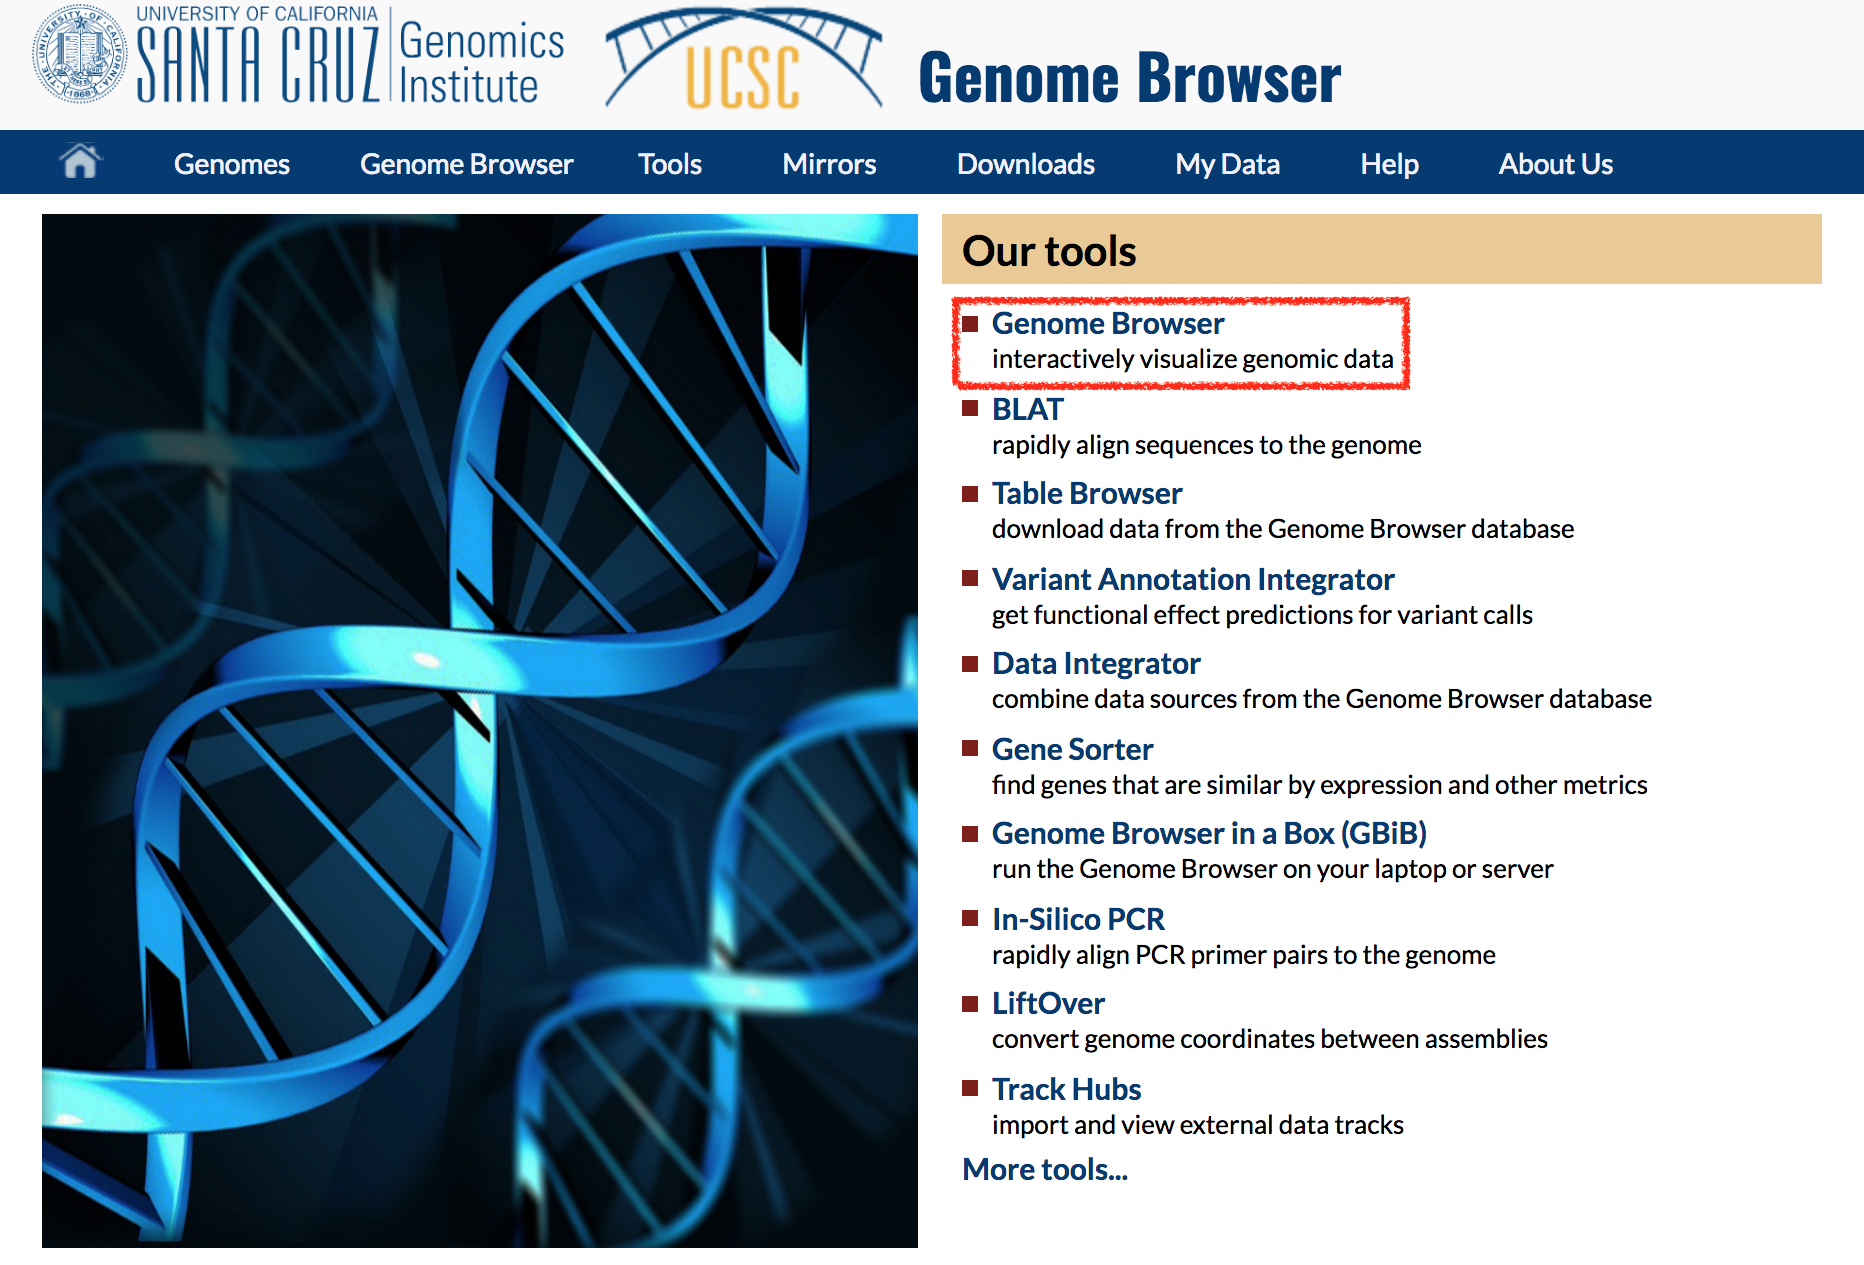 UNIVERSITY OF CALIFORNIA
SANTA CRUZ
Genomics
Institute
UCSC
Genome Browser
Genomes Genome Browser Tools Mirrors Downloads My Data Help About Us
Our tools
Genome Browser
interactively visualize genomic data
BLAT
rapidly align sequences to the genome
Table Browser
download data from the Genome Browser database
Variant Annotation Integrator
get functional effect predictions for variant calls
Data Integrator
combine data sources from the Genome Browser database
Gene Sorter
find genes that are similar by expression and other metrics
Genome Browser in a Box (GBiB)
run the Genome Browser on your laptop or server
In-Silico PCR
rapidly align PCR primer pairs to the genome
LiftOver
convert genome coordinates between assemblies
Track Hubs
import and view external data tracks
More tools...